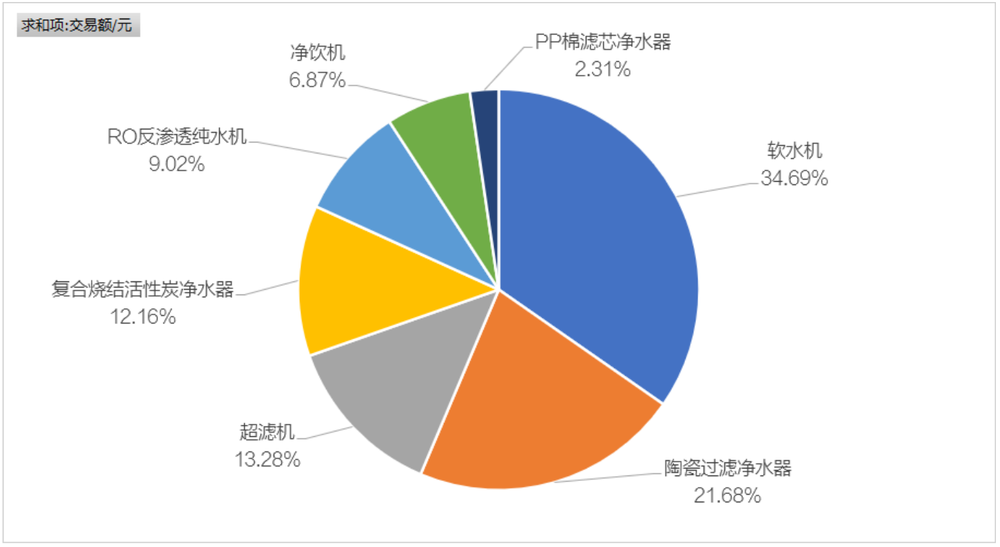 求和项:交易额/元
PP棉滤芯净水器
2.31%
净饮机
6.87%
RO反渗透纯水机
9.02%
软水机
34.69%
复合烧结活性炭净水器
12.16%
超滤机
13.28%
陶瓷过滤净水器
21.68%